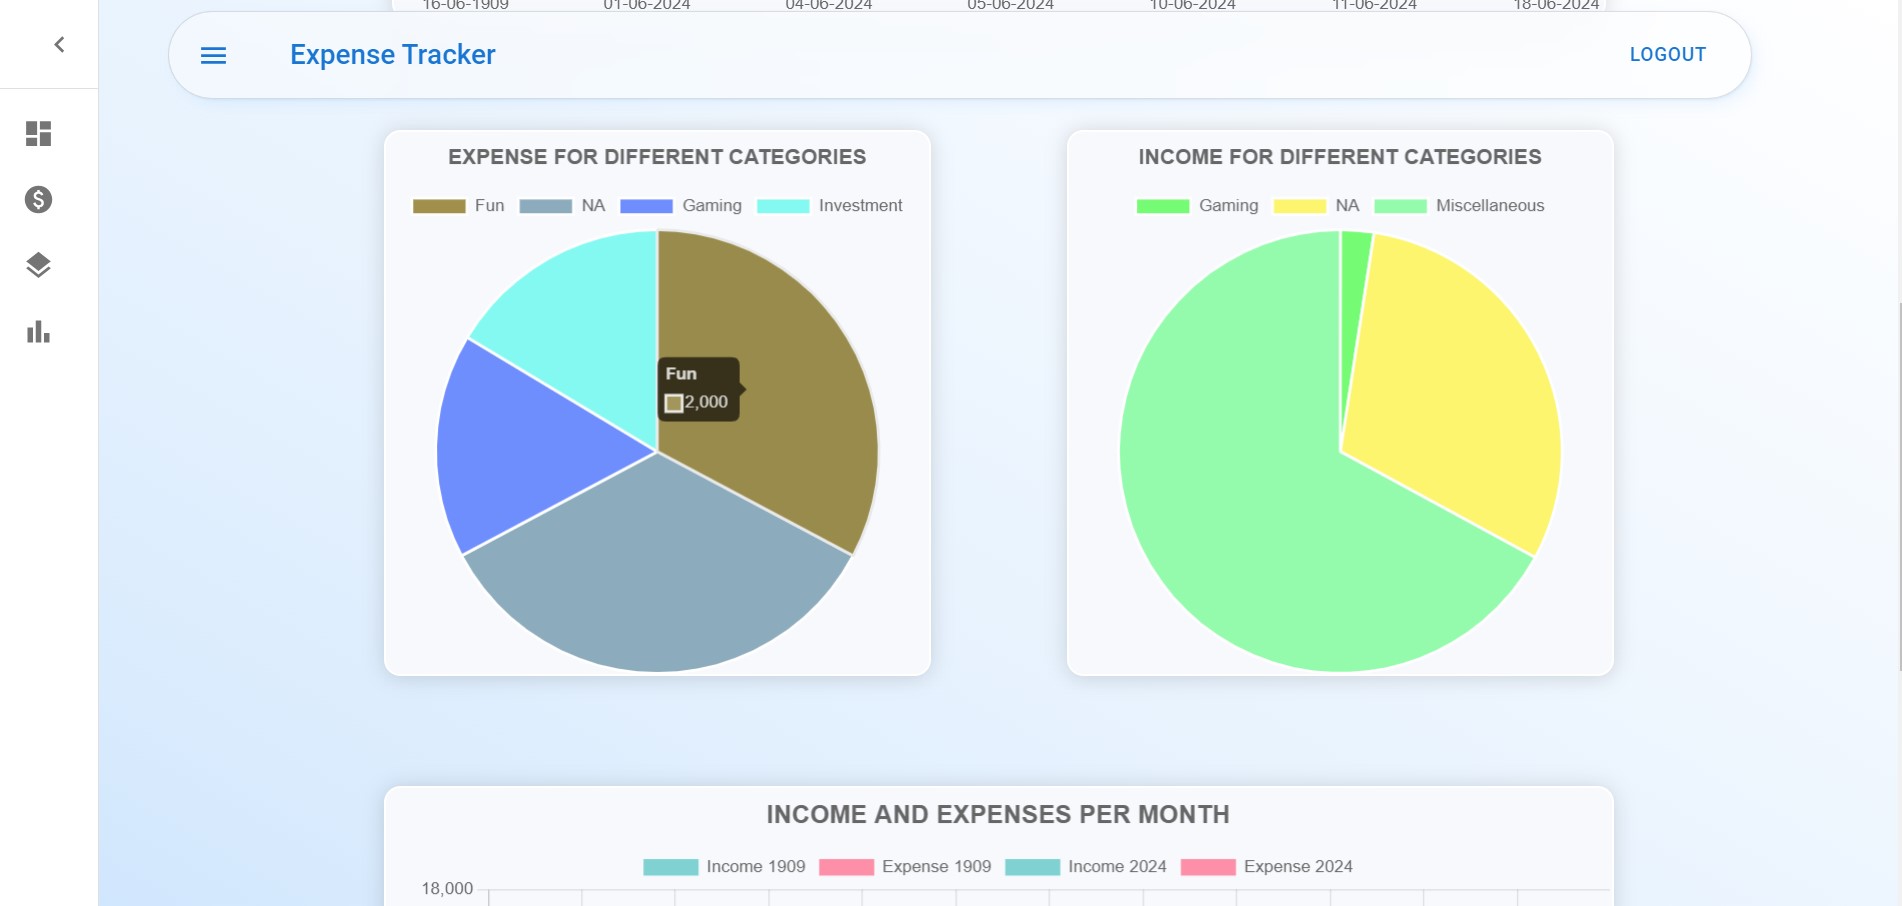 16-06-1909 01-06-2024 04-06-2024 05-06-2024 10-06-2024 11-06-2024 18-06-2024
Expense Tracker LOGOUT
EXPENSE FOR DIFFERENT CATEGORIES
Fun NA Gaming Investment
Fun
2,000
INCOME FOR DIFFERENT CATEGORIES
Gaming NA Miscellaneous
INCOME AND EXPENSES PER MONTH
Income 1909 Expense 1909 Income 2024 Expense 2024
18,000